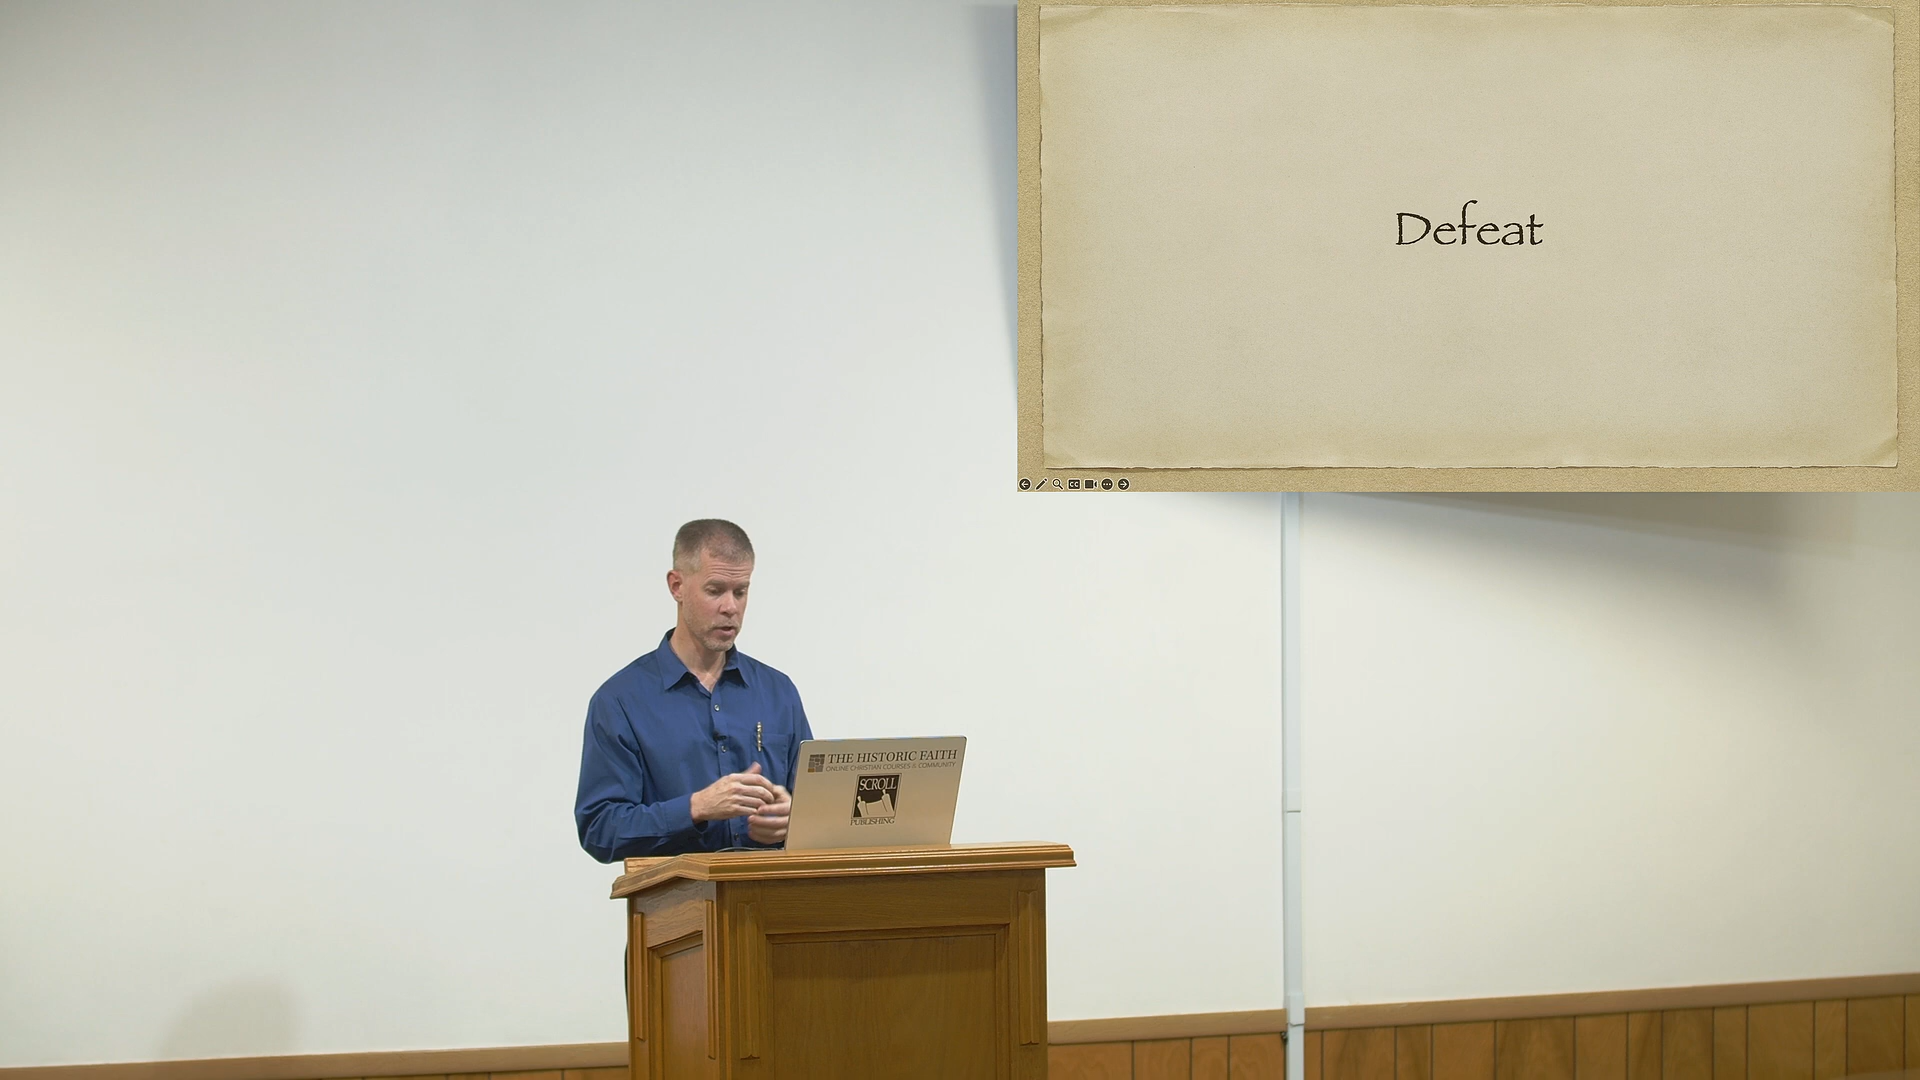 Defeat
THE HISTORIC FAITH
ONLINE CHRISTIAN COURSES & COMMUNITY
SCROLL
PUBLISHING